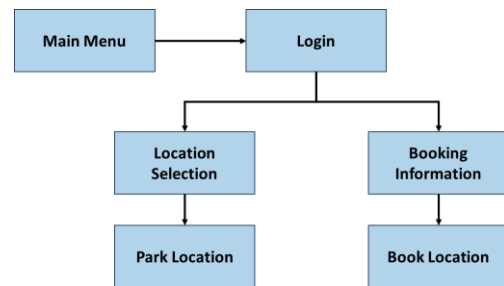 Main Menu
Login
Location
Selection
Booking
Information
Park Location
Book Location